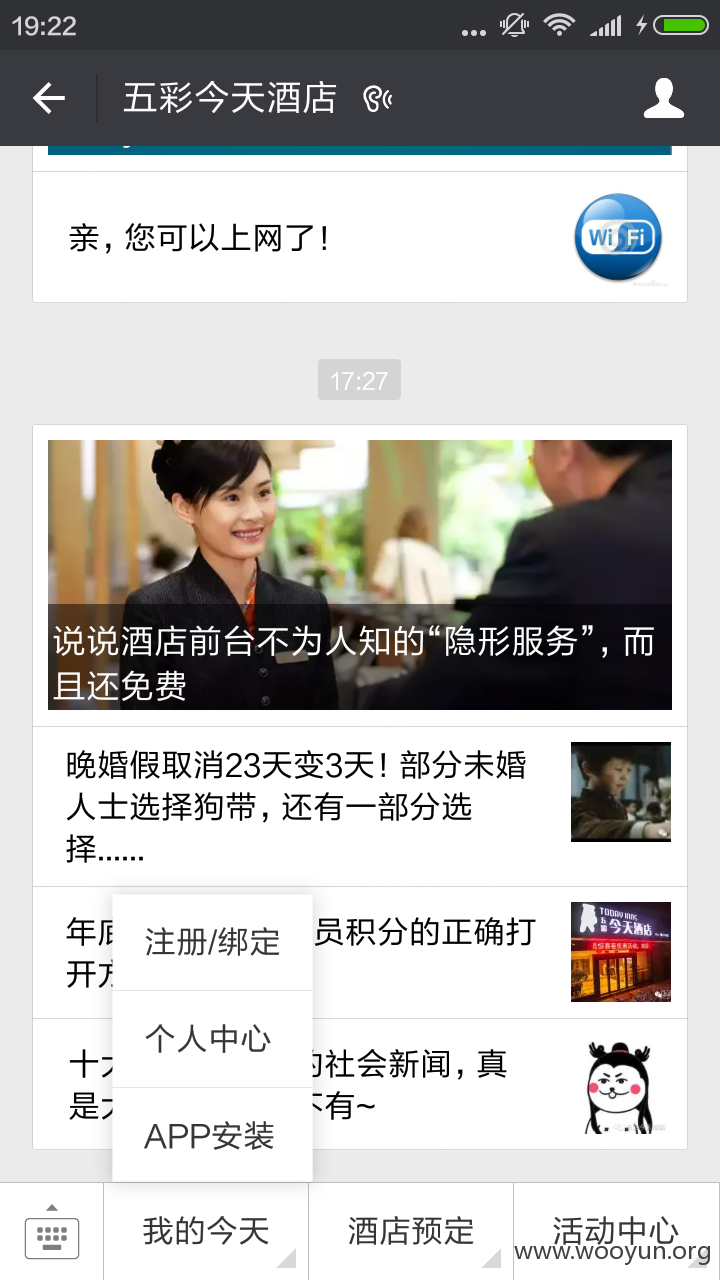 19:22
五彩今天酒店
亲，您可以上网了！
Wi Fi
17:27
说说酒店前台不为人知的“隐形服务”，而
且还免费
晚婚假取消23天变3天！部分未婚
人士选择狗带，还有一部分选
择......
年
员积分的正确打
开
TODAY INNS
五彩
今天酒店
注册/绑定
个人中心
APP安装
十
的社会新闻，真
是
不有~
我的今天
酒店预定
活动中心
www.wooyun.org